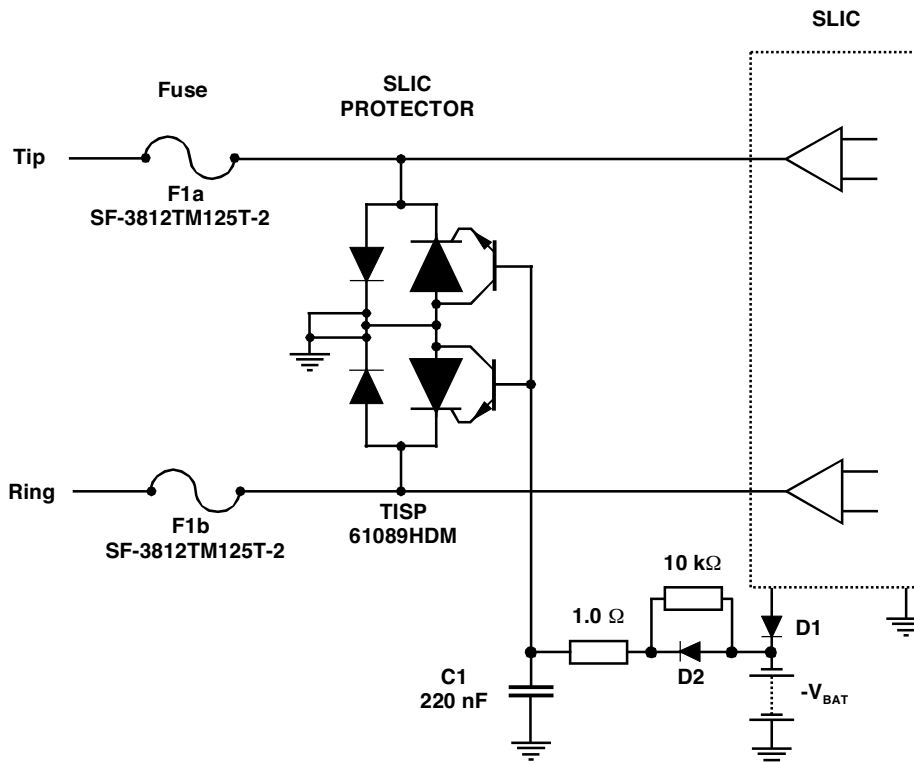 SLIC
Fuse
SLIC
PROTECTOR
Tip
F1a
SF-3812TM125T-2
Ring
F1b
SF-3812TM125T-2
TISP
61089HDM
10 kΩ
1.0 Ω
D1
D2
C1
220 nF
-VBAT